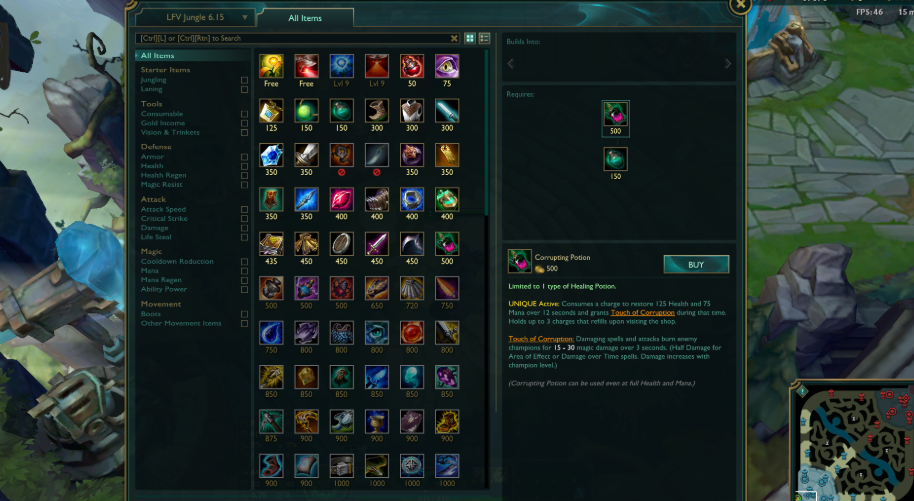 LFV Jungle 6.15
All Items
FPS: 46
15 m
[Ctrl][L] or [Ctrl][Rtn] to Search
All Items
Starter Items
Jungling
Laning
Tools
Consumable
Gold Income
Vision & Trinkets
Defense
Armor
Health
Health Regen
Magic Resist
Attack
Attack Speed
Critical Strike
Damage
Life Steal
Magic
Cooldown Reduction
Mana
Mana Regen
Ability Power
Movement
Boots
Other Movement Items
Free Free Lvl 9 Lvl 9 50 75
125 150 150 300 300 300
350 350 350 350
350 350 400 400 400 400
435 450 450 450 450 500
500 500 500 650 720 750
750 800 800 800 800 800
850 850 850 850 850 850
875 900 900 900 900 900
900 900 1000 1000 1000 1000
Builds Into:
Requires:
500
150
Corrupting Potion
500
BUY
Limited to 1 type of Healing Potion.
UNIQUE Active: Consumes a charge to restore 125 Health and 75
Mana over 12 seconds and grants Touch of Corruption during that time.
Holds up to 3 charges that refills upon visiting the shop.
Touch of Corruption: Damaging spells and attacks burn enemy
champions for 15 - 30 magic damage over 3 seconds. (Half Damage for
Area of Effect or Damage over Time spells. Damage increases with
champion level.)
(Corrupting Potion can be used even at full Health and Mana.)